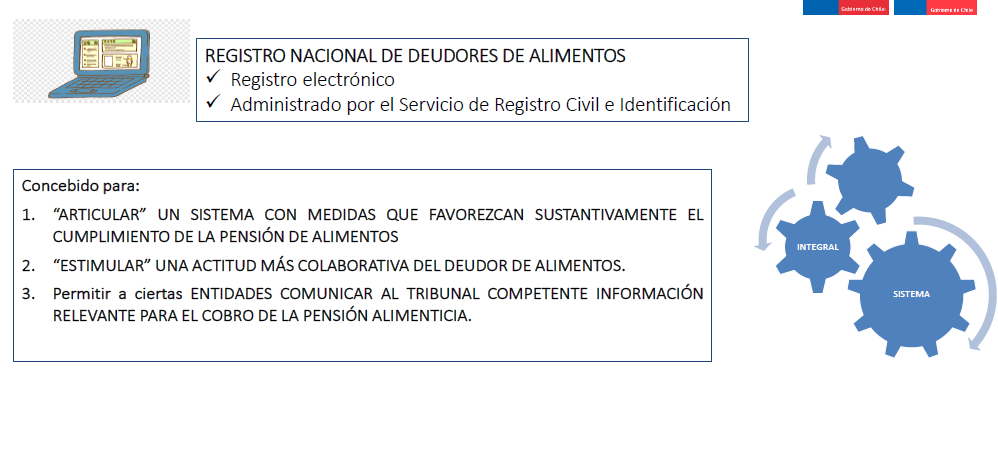 Gobierno de Chile
Gobierno de Chile
REGISTRO NACIONAL DE DEUDORES DE ALIMENTOS
✓ Registro electrónico
✓ Administrado por el Servicio de Registro Civil e Identificación
Concebido para:
1. “ARTICULAR” UN SISTEMA CON MEDIDAS QUE FAVOREZCAN SUSTANTIVAMENTE EL
CUMPLIMIENTO DE LA PENSIÓN DE ALIMENTOS
2. “ESTIMULAR” UNA ACTITUD MÁS COLABORATIVA DEL DEUDOR DE ALIMENTOS.
3. Permitir a ciertas ENTIDADES COMUNICAR AL TRIBUNAL COMPETENTE INFORMACIÓN
RELEVANTE PARA EL COBRO DE LA PENSIÓN ALIMENTICIA.
INTEGRAL
SISTEMA